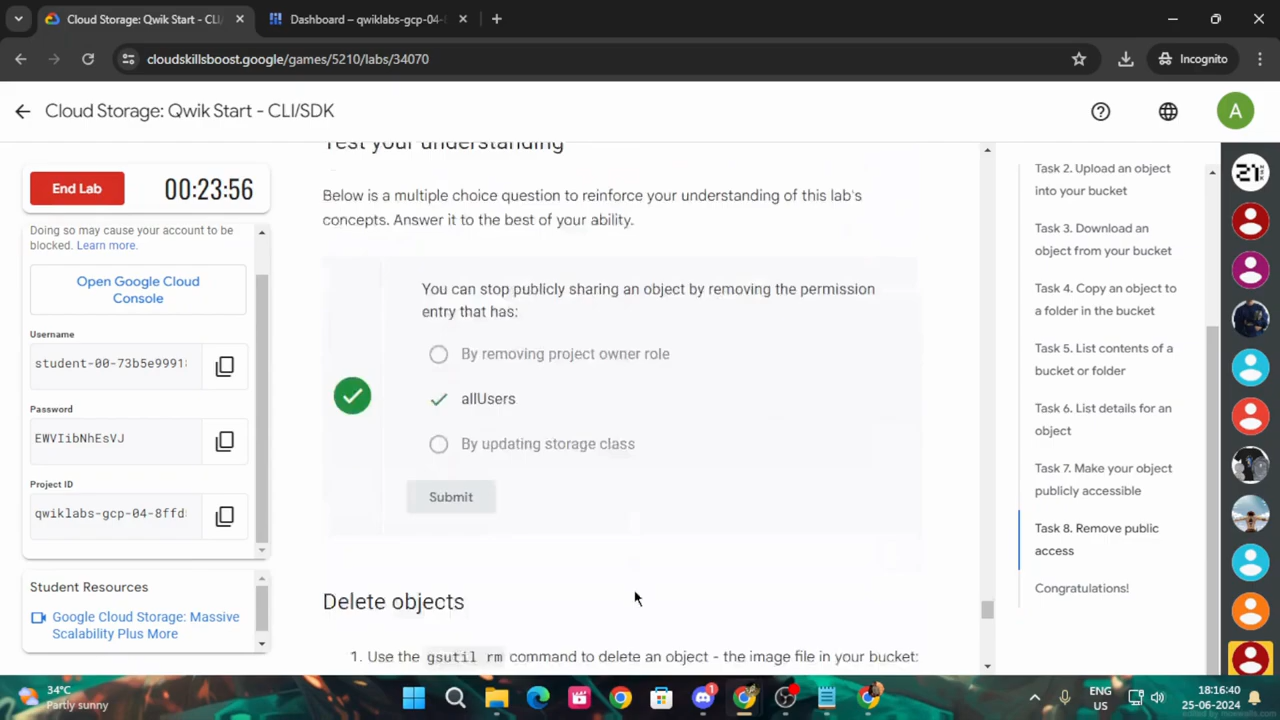 Cloud Storage: Qwik Start - CLI/
Dashboard – qwiklabs-gcp-04-
cloudskillsboost.google/games/5210/labs/34070
Incognito
Cloud Storage: Qwik Start - CLI/SDK
A
End Lab
00:23:56
Doing so may cause your account to be
blocked. Learn more.
Open Google Cloud
Console
Username
student-00-73b5e9991
Password
EWVIibNhEsVJ
Project ID
qwiklabs-gcp-04-8ffd
Student Resources
Google Cloud Storage: Massive
Scalability Plus More
Test your understanding
Below is a multiple choice question to reinforce your understanding of this lab's
concepts. Answer it to the best of your ability.
You can stop publicly sharing an object by removing the permission
entry that has:
By removing project owner role
allUsers
By updating storage class
Submit
Delete objects
1. Use the gsutil rm command to delete an object - the image file in your bucket:
Task 2. Upload an object
into your bucket
Task 3. Download an
object from your bucket
Task 4. Copy an object to
a folder in the bucket
Task 5. List contents of a
bucket or folder
Task 6. List details for an
object
Task 7. Make your object
publicly accessible
Task 8. Remove public
access
Congratulations!
21
34°C
Partly sunny
1
ENG
US
18:16:40
25-06-2024